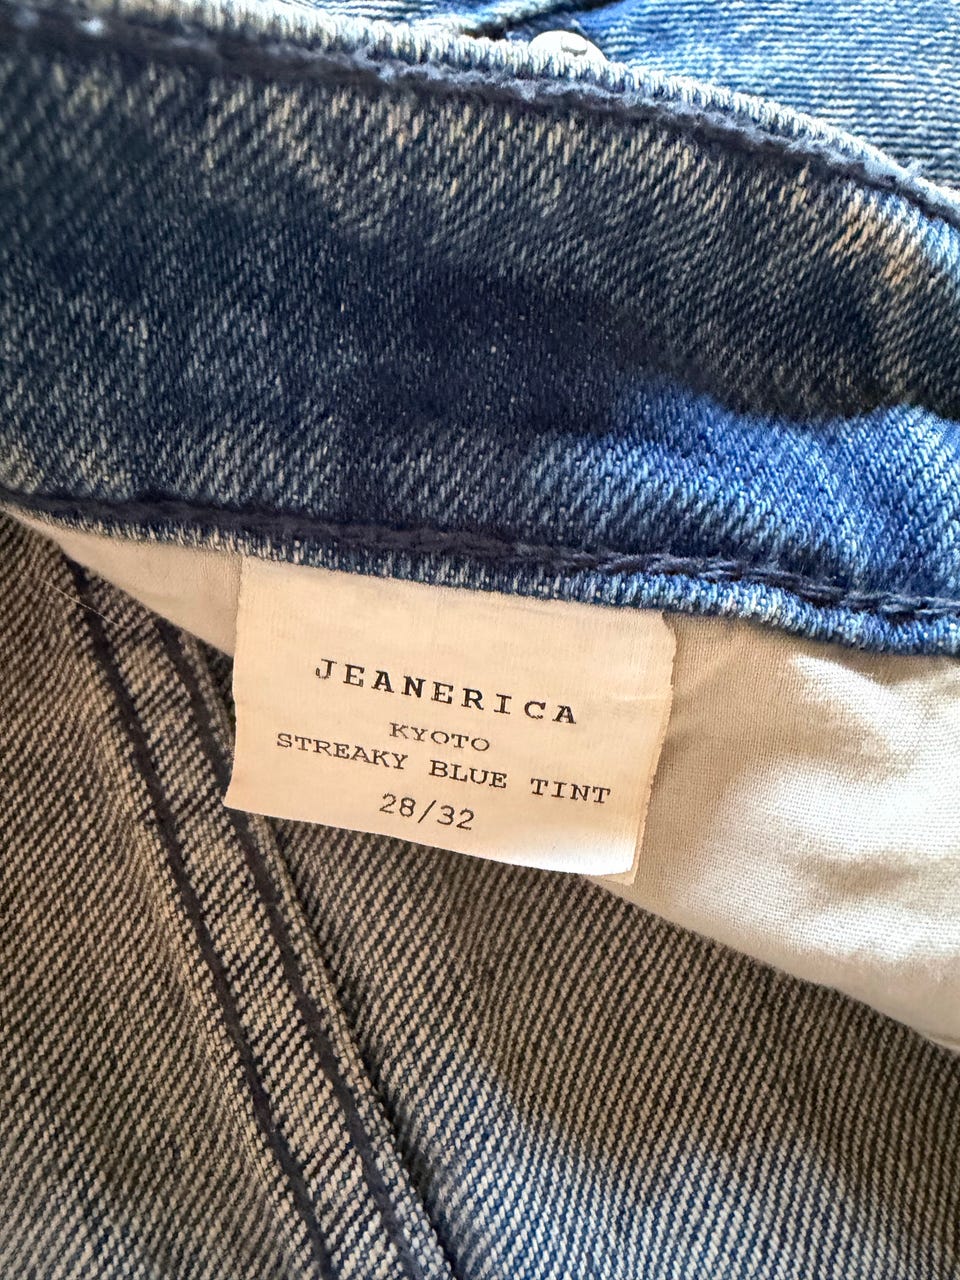 JEANERICA
KYOTO
STREAKY BLUE TINT
28/32